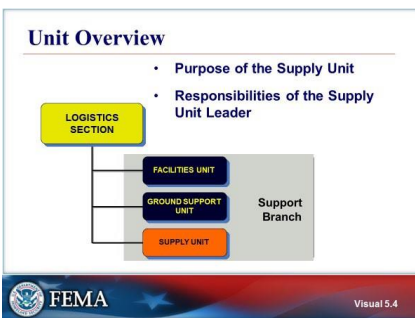 Unit Overview
• Purpose of the Supply Unit
• Responsibilities of the Supply
Unit Leader
LOGISTICS
SECTION
FACILITIES UNIT
GROUND SUPPORT
UNIT
SUPPLY UNIT
Support
Branch
FEMA
Visual 5.4